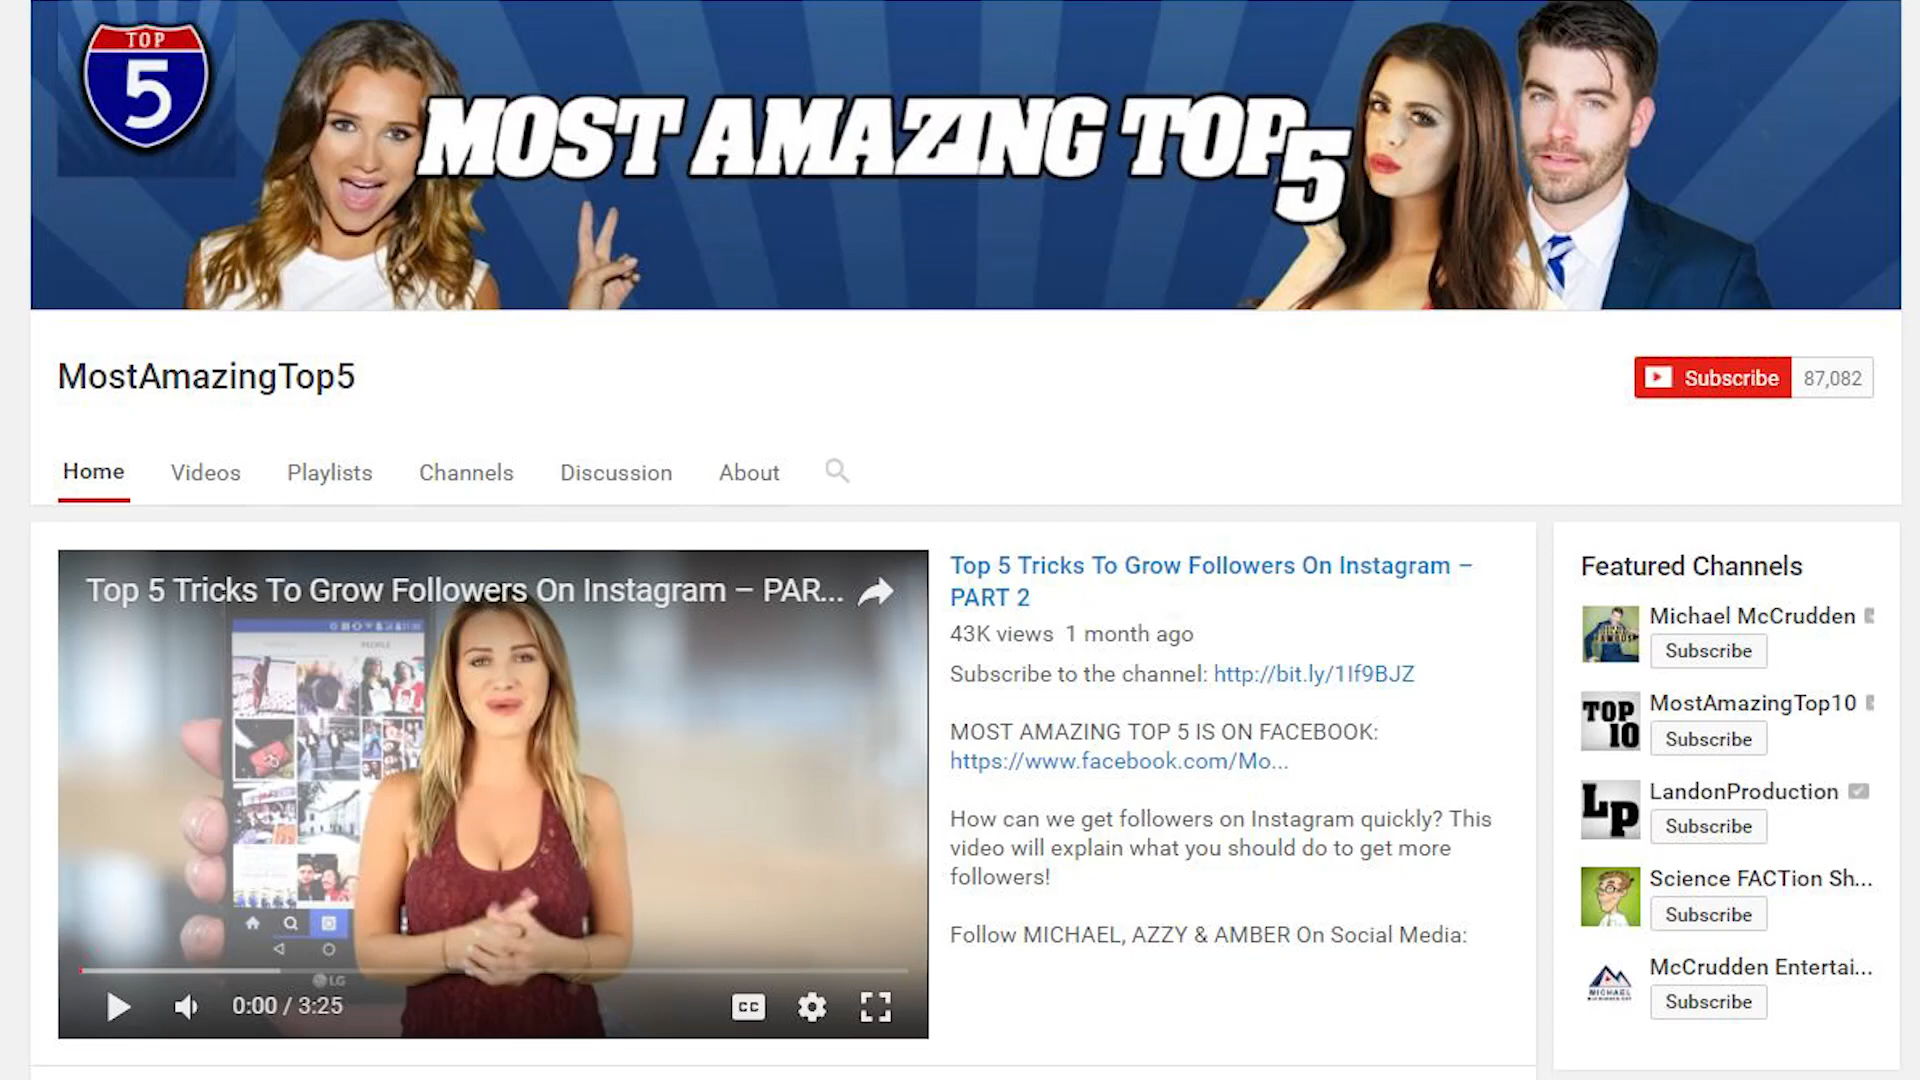 TOP
5
MOST AMAZING TOP 5
MostAmazingTop5
Subscribe 87,082
Home Videos Playlists Channels Discussion About
Top 5 Tricks To Grow Followers On Instagram – PAR...
PEOPLE
LG
0:00 / 3:25
CC
Top 5 Tricks To Grow Followers On Instagram –
PART 2
43K views 1 month ago
Subscribe to the channel: http://bit.ly/1If9BJZ
MOST AMAZING TOP 5 IS ON FACEBOOK:
https://www.facebook.com/Mo...
How can we get followers on Instagram quickly? This
video will explain what you should do to get more
followers!
Follow MICHAEL, AZZY & AMBER On Social Media:
Featured Channels
Michael McCrudden
Subscribe
TOP
10
MostAmazingTop10
Subscribe
LP
LandonProduction
Subscribe
Science FACTion Sh...
Subscribe
MICHAEL
McCrudden Entertai...
Subscribe